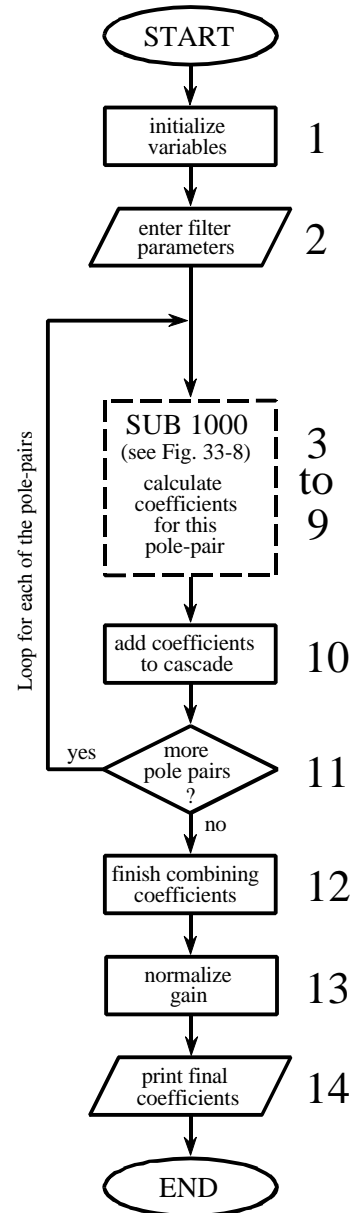 START
initialize
variables
1
enter filter
parameters
2
Loop for each of the pole-pairs
SUB 1000
(see Fig. 33-8)
calculate
coefficients
for this
pole-pair
3
to
9
add coefficients
to cascade
10
yes
more
pole pairs
?
11
no
finish combining
coefficients
12
normalize
gain
13
print final
coefficients
14
END